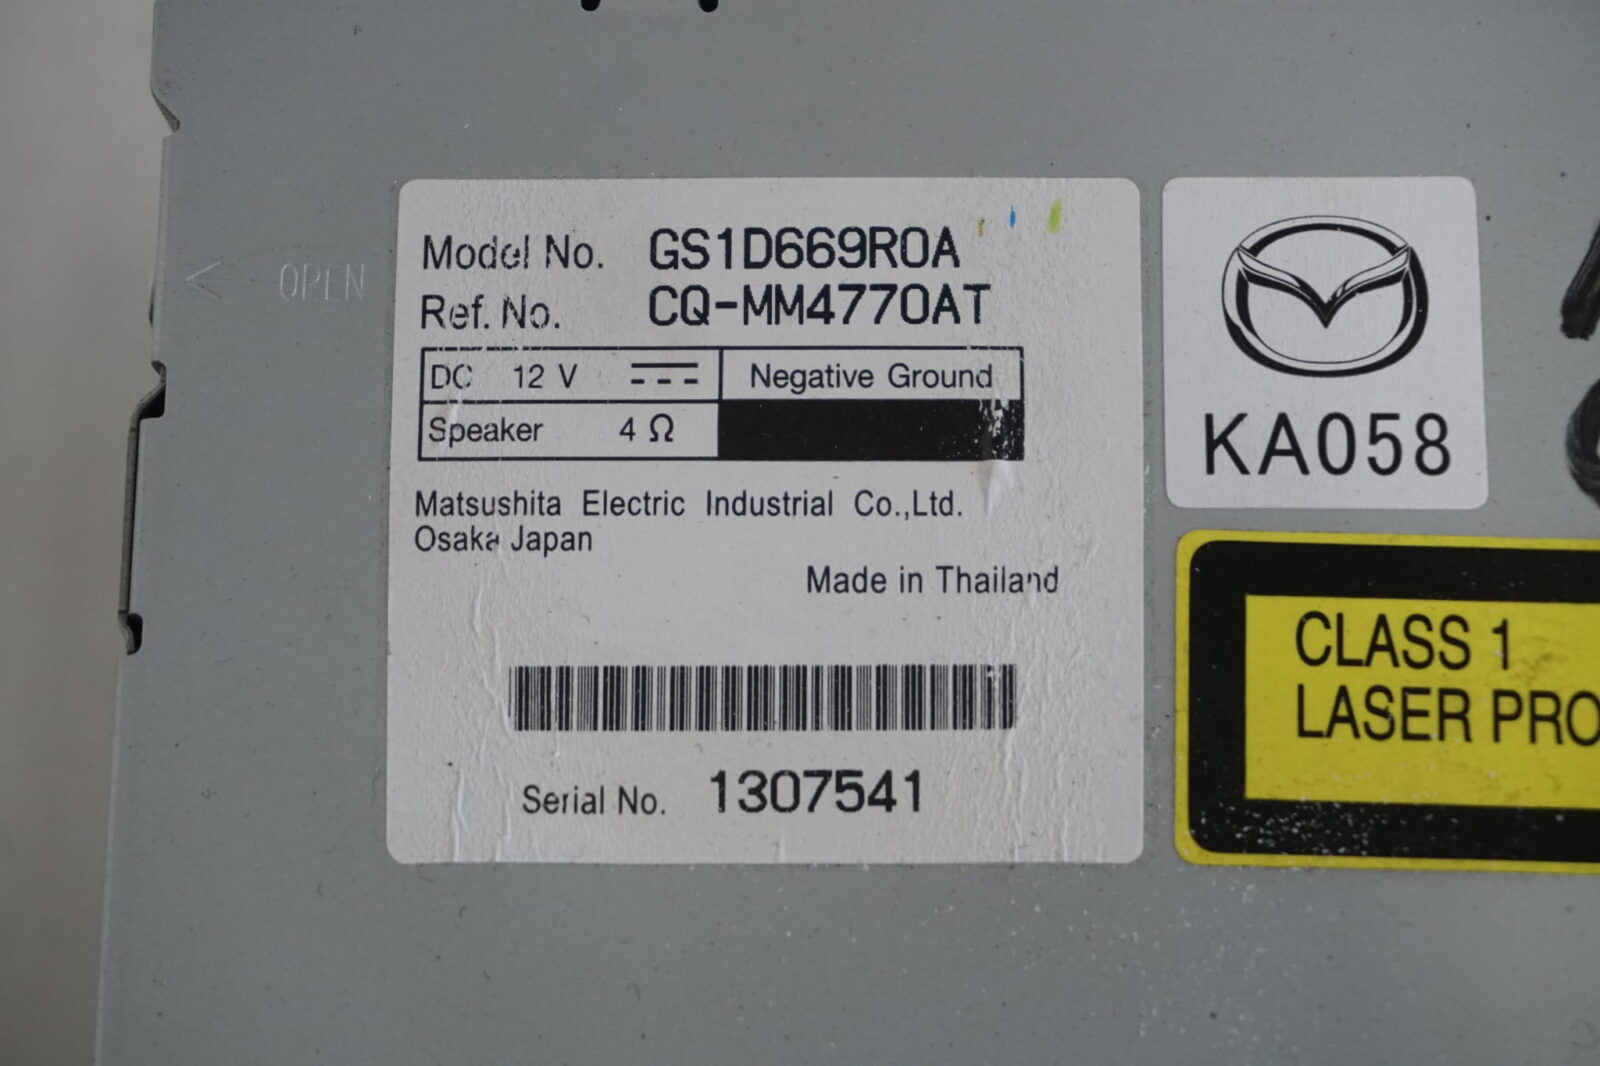 OPEN
Model No. GS1D669R0A
Ref. No. CQ-MM4770AT
DC 12 V Negative Ground
Speaker 4 Ω
Matsushita Electric Industrial Co.,Ltd.
Osaka Japan
Made in Thailand
Serial No. 1307541
KA058
CLASS 1
LASER PRO